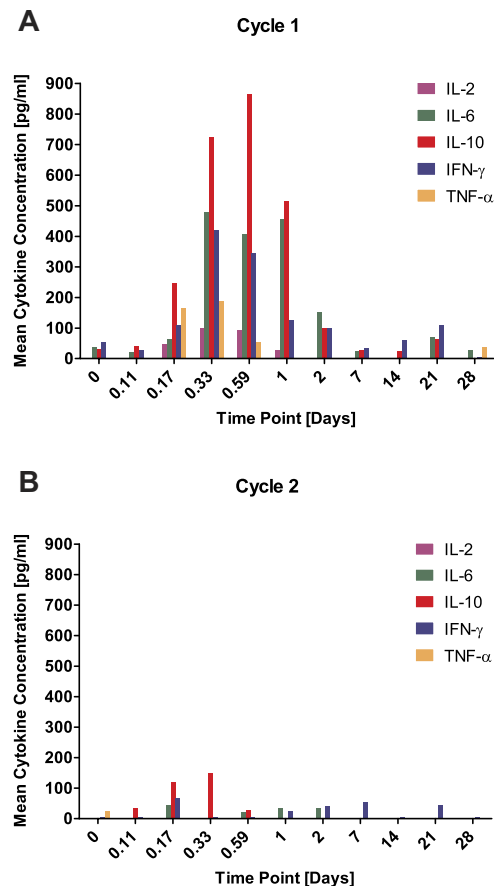 A
Cycle 1
Mean Cytokine Concentration [pg/ml]
900
800
700
600
500
400
300
200
100
0
IL-2
IL-6
IL-10
IFN-γ
TNF-α
0 0.11 0.17 0.33 0.59 1 2 7 14 21 28
Time Point [Days]
B
Cycle 2
Mean Cytokine Concentration [pg/ml]
900
800
700
600
500
400
300
200
100
0
IL-2
IL-6
IL-10
IFN-γ
TNF-α
0 0.11 0.17 0.33 0.59 1 2 7 14 21 28
Time Point [Days]